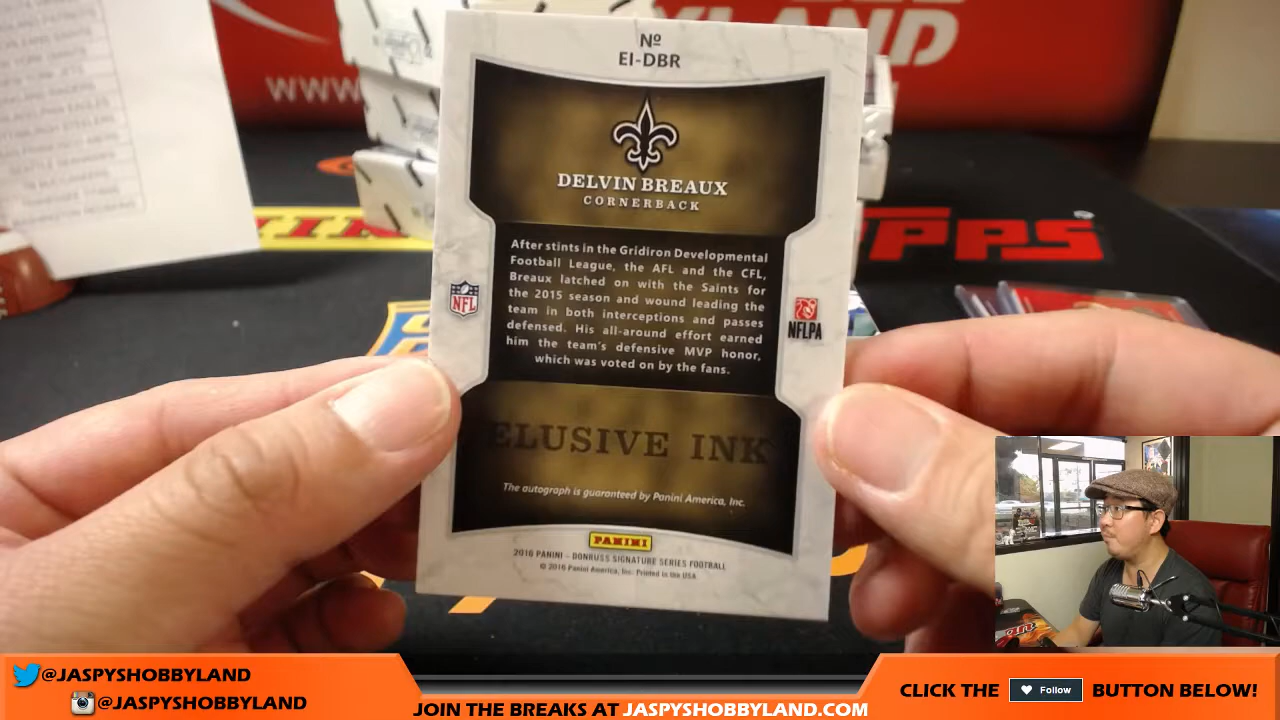 YLAND
WWW
№
EI-DBR
DELVIN BREAUX
CORNERBACK
After stints in the Gridiron Developmental
Football League, the AFL and the CFL,
Breaux latched on with the Saints for
the 2015 season and wound leading the
team in both interceptions and passes
defensed. His all-around effort earned
him the team's defensive MVP honor,
which was voted on by the fans.
NFL
NFLPA
ELUSIVE INK
The autograph is guaranteed by Panini America, Inc.
PANINI
2016 PANINI - DONRUSS SIGNATURE SERIES FOOTBALL
© 2016 Panini America, Inc. Printed in the USA
TOPPS
@JASPYSHOBBYLAND
@JASPYSHOBBYLAND
JOIN THE BREAKS AT JASPYSHOBBYLAND.COM
CLICK THE Follow BUTTON BELOW!